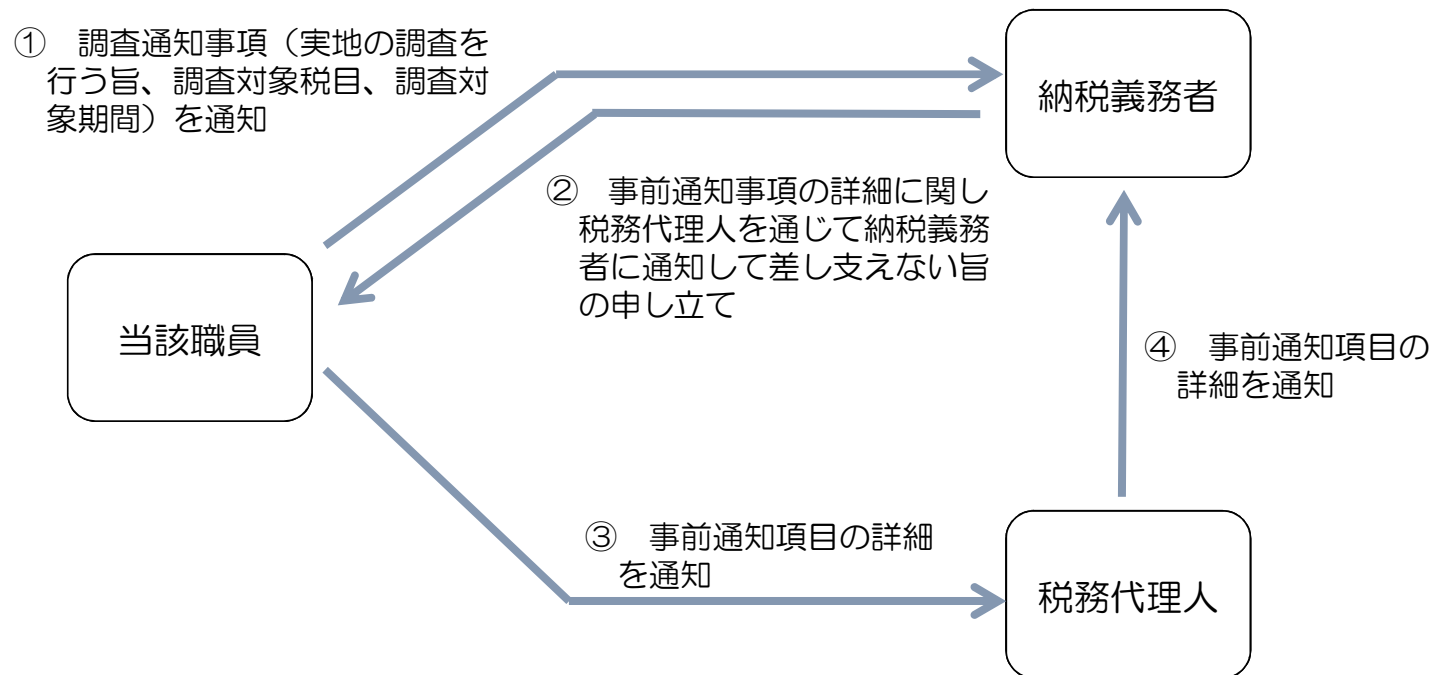 ① 調査通知事項（実地の調査を
行う旨、調査対象税目、調査対
象期間）を通知
納税義務者
② 事前通知事項の詳細に関し
税務代理人を通じて納税義務
者に通知して差し支えない旨
の申し立て
当該職員
④ 事前通知項目の
詳細を通知
③ 事前通知項目の詳細
を通知
税務代理人